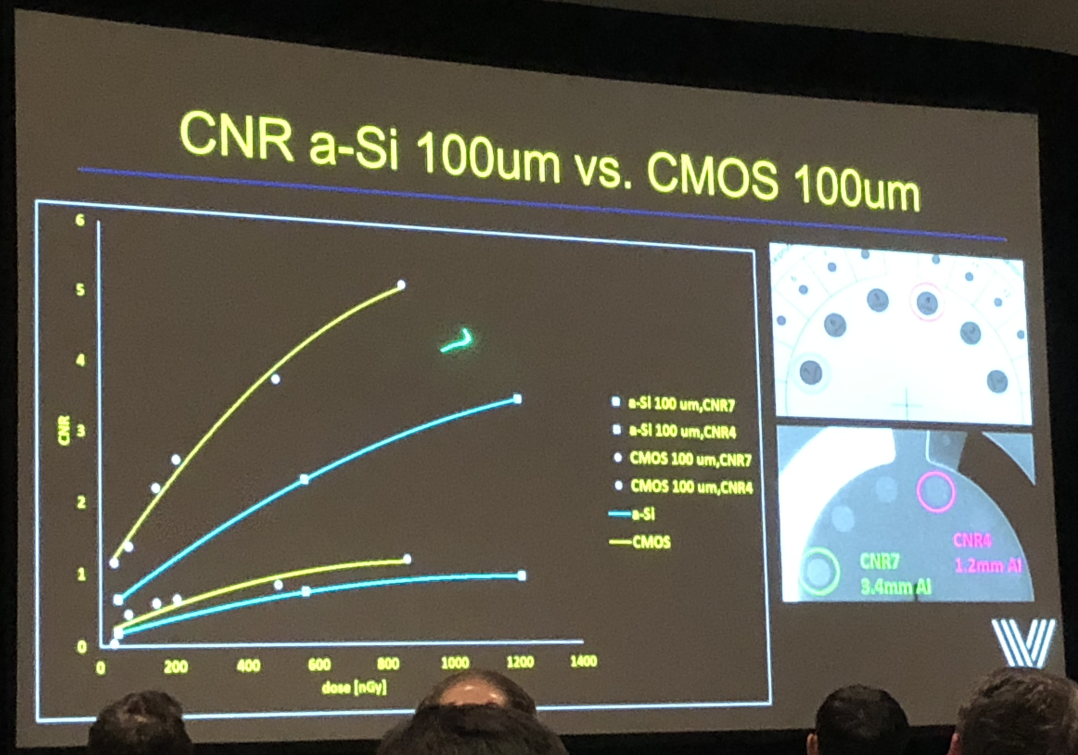 CNR a-Si 100um vs. CMOS 100um
6
5
4
3
2
1
0
CNR
0 200 400 600 800 1000 1200 1400
dose [nGy]
a-Si 100 um,CNR7
a-Si 100 um,CNR4
CMOS 100 um,CNR7
CMOS 100 um,CNR4
a-Si
CMOS
CNR4
1.2mm Al
CNR7
3.4mm Al